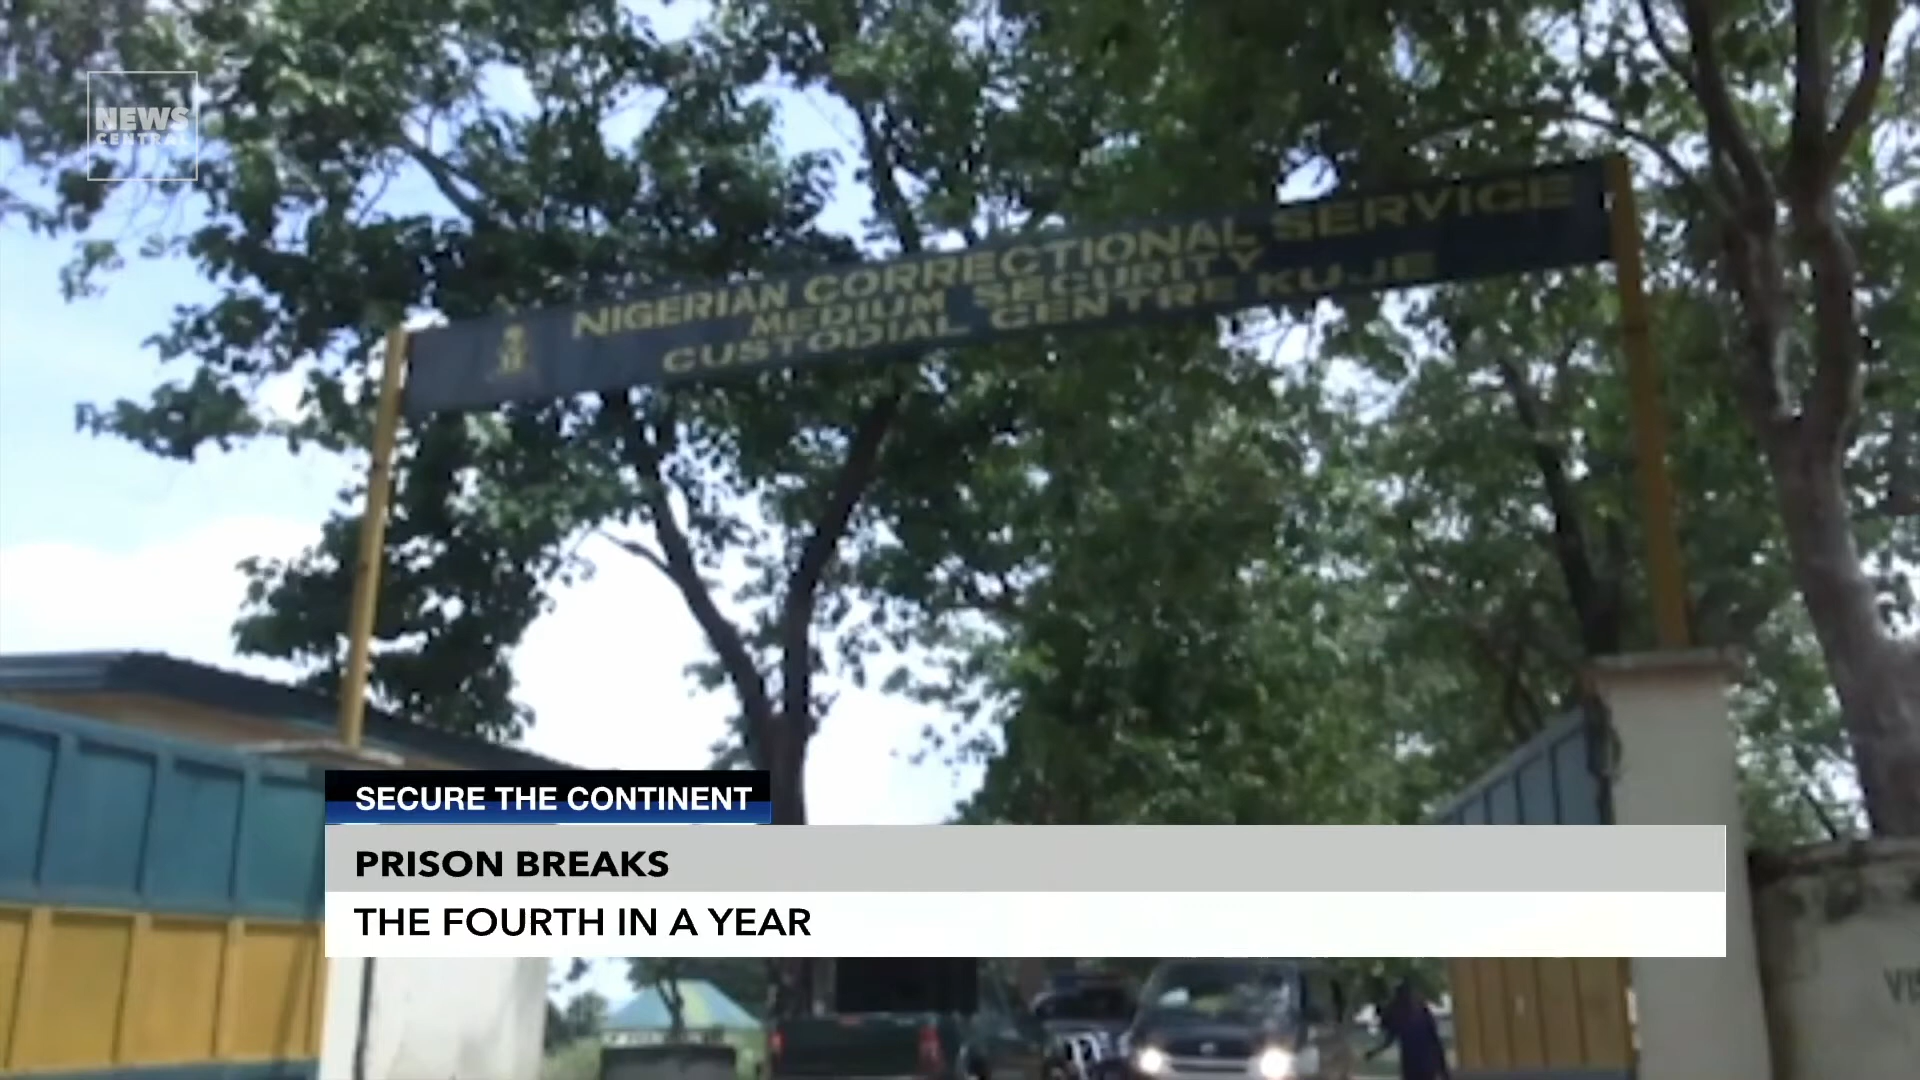 NEWS
CENTRAL
NIGERIAN CORRECTIONAL SERVICE
MEDIUM SECURITY
CUSTODIAL CENTRE KUJE
SECURE THE CONTINENT
PRISON BREAKS
THE FOURTH IN A YEAR